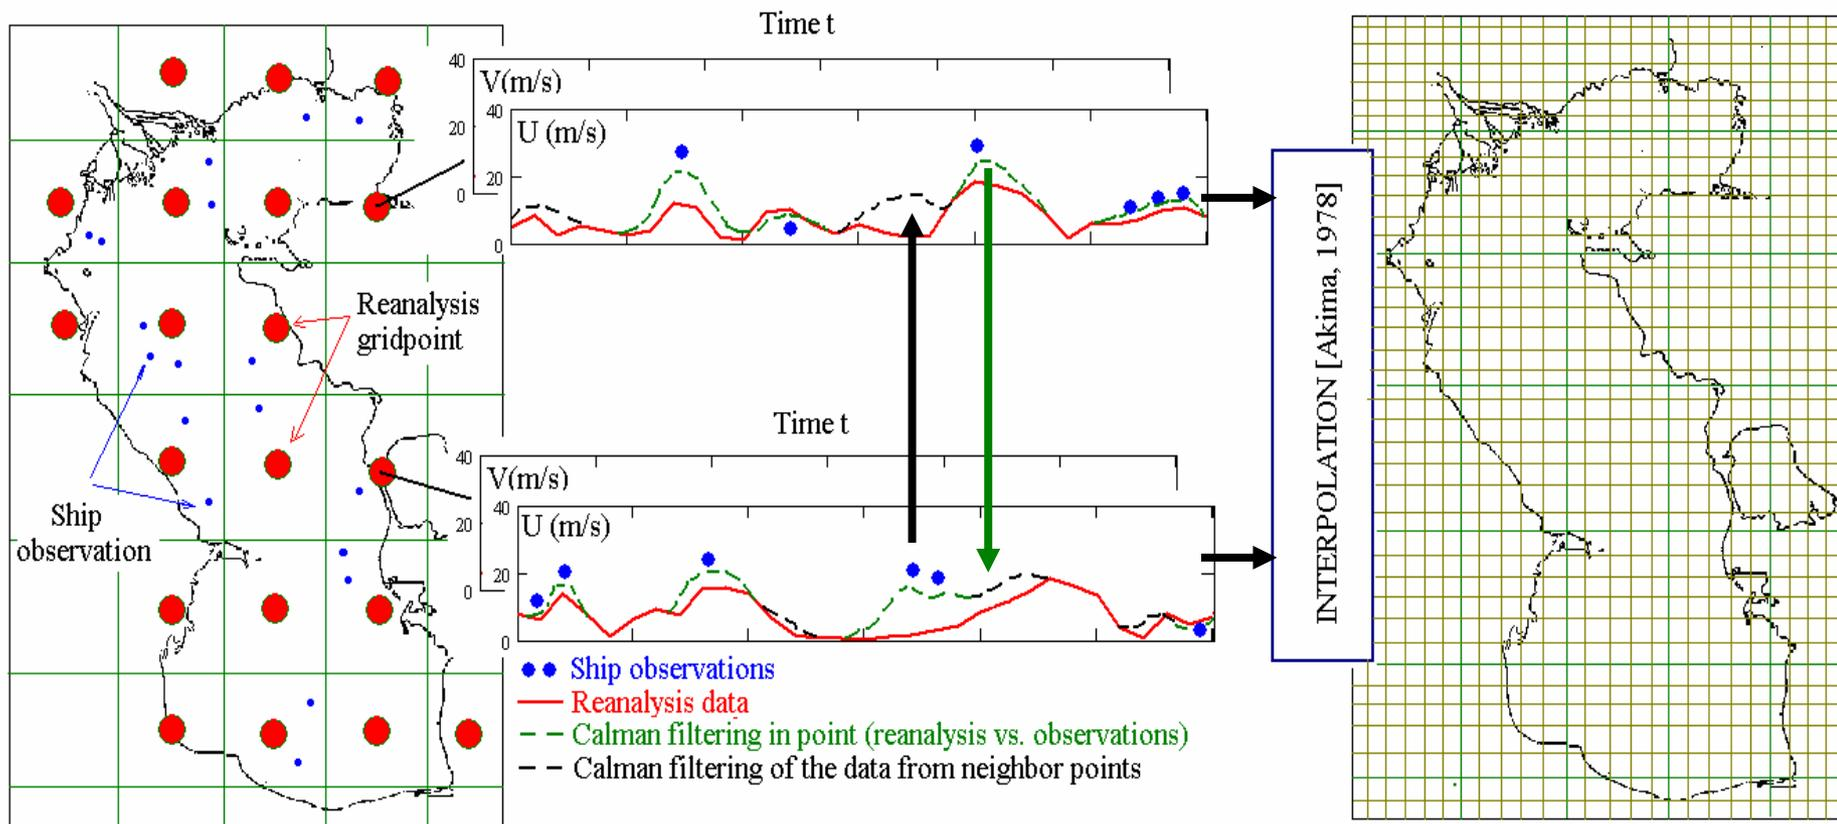 Time t
40
V(m/s)
40
20
U (m/s)
20
0
0
Reanalysis
gridpoint
Ship
observation
Time t
40
V(m/s)
40
20
U (m/s)
20
0
0
Ship observations
Reanalysis data
Calman filtering in point (reanalysis vs. observations)
Calman filtering of the data from neighbor points
INTERPOLATION [Akima, 1978]